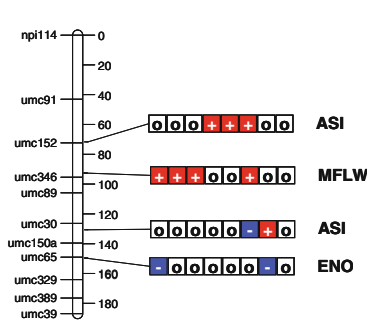 npi114 0
20
umc91 40
60 o o o + + + o o ASI
umc152
80
umc346 + + + o o + o o MFLW
100
umc89
120
umc30 o o o o o - + o ASI
umc150a 140
umc65 - o o o o o - o ENO
umc329 160
umc389 180
umc39